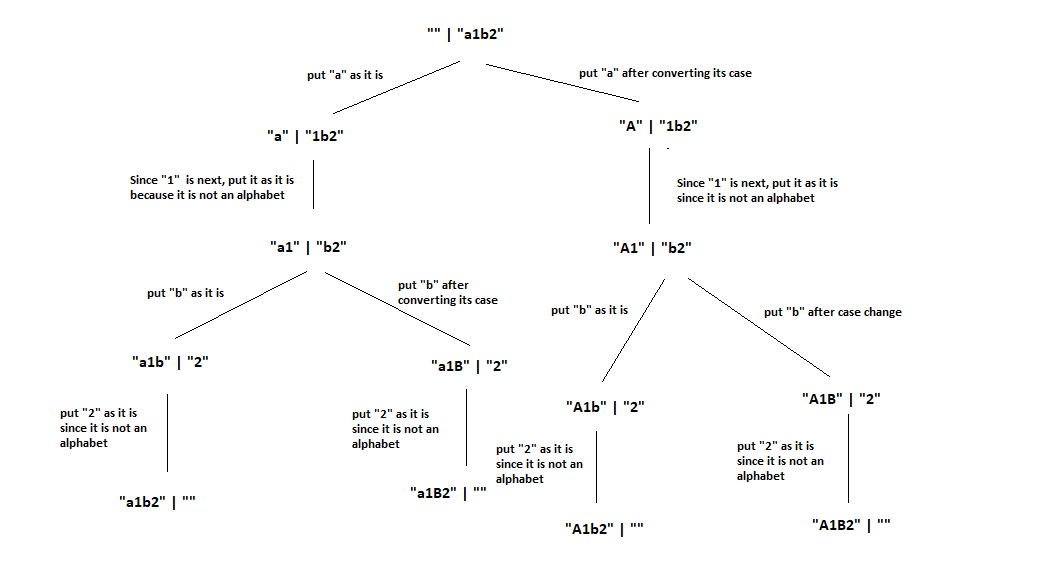 "" | "a1b2"
put "a" as it is
put "a" after converting its case
"a" | "1b2"
"A" | "1b2"
Since "1"  is next, put it as it is
because it is not an alphabet
Since "1" is next, put it as it is
since it is not an alphabet
"a1" | "b2"
"A1" | "b2"
put "b" as it is
put "b" after
converting its case
put "b" as it is
put "b" after case change
"a1b" | "2"
"a1B" | "2"
"A1b" | "2"
"A1B" | "2"
put "2" as it is
since it is not an
alphabet
put "2" as it is
since it is not an
alphabet
put "2" as it is
since it is not an
alphabet
put "2" as it is
since it is not an
alphabet
"a1b2" | ""
"a1B2" | ""
"A1b2" | ""
"A1B2" | ""